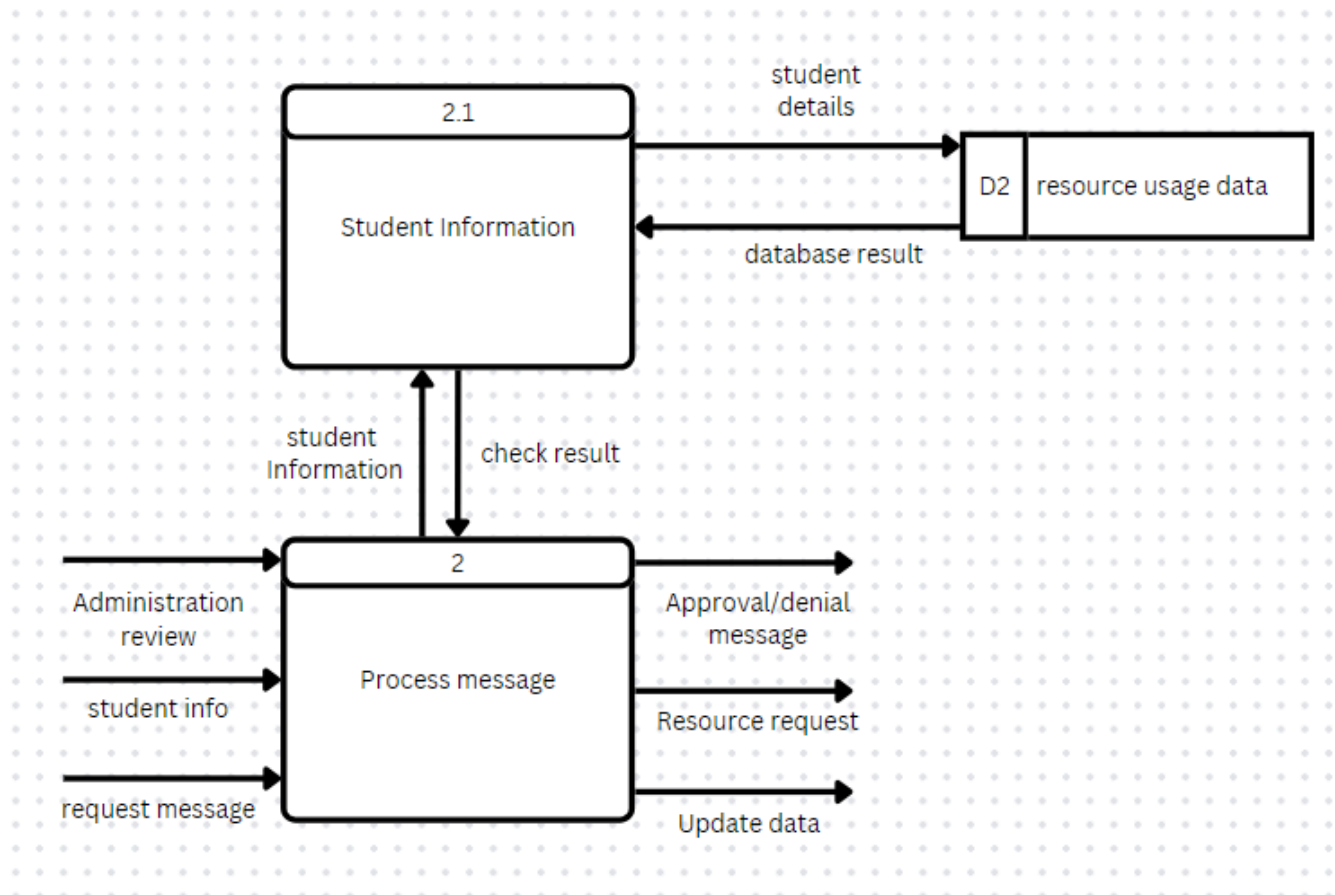 student
details
2.1
D2
resource usage data
Student Information
database result
student
Information
check result
2
Administration
review
Approval/denial
message
Process message
student info
Resource request
request message
Update data